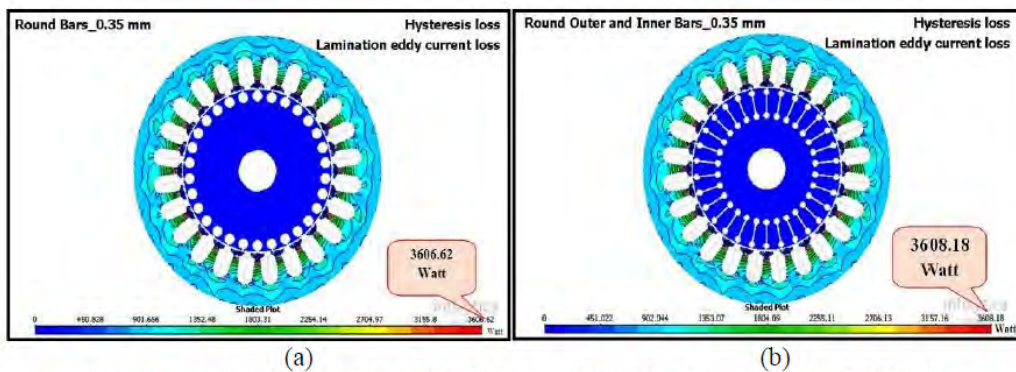 Round Bars_0.35 mm
Hysteresis loss
Lamination eddy current loss
3606.62
Watt
Shaded Plot
0 450.828 901.656 1352.48 1803.31 2254.14 2704.97 3155.8 3606.62
Watt
(a)
Round Outer and Inner Bars_0.35 mm
Hysteresis loss
Lamination eddy current loss
3608.18
Watt
Shaded Plot
0 451.022 902.044 1353.07 1804.09 2255.11 2706.13 3157.16 3608.18
Watt
(b)